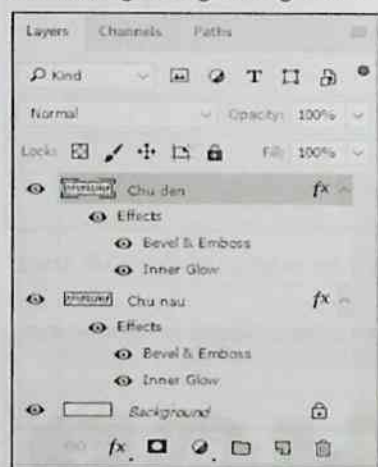 Layers Channels Paths
Kind T
Normal Opacity: 100%
Lock: Fill: 100%
Chu den fx
Effects
Bevel & Emboss
Inner Glow
Chu nau fx
Effects
Bevel & Emboss
Inner Glow
Background
fx